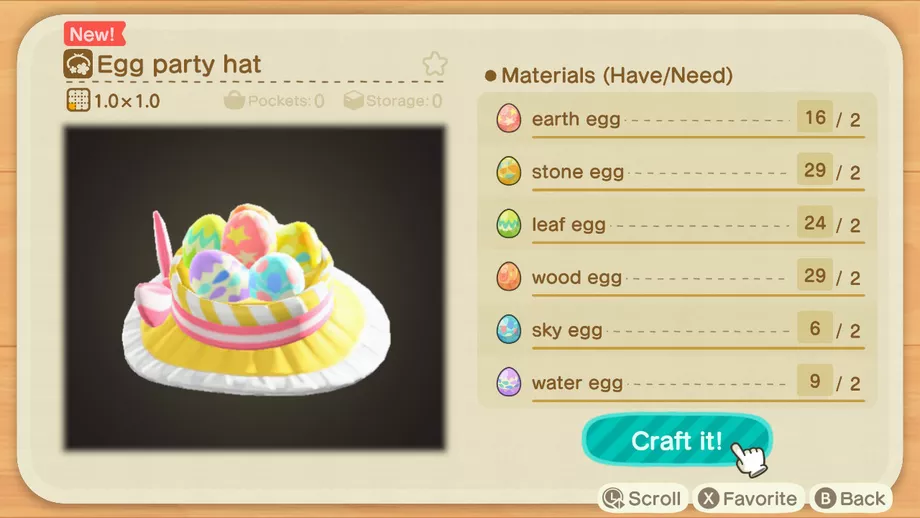 New!
Egg party hat
1.0×1.0 Pockets: 0 Storage: 0
●Materials (Have/Need)
earth egg 16 / 2
stone egg 29 / 2
leaf egg 24 / 2
wood egg 29 / 2
sky egg 6 / 2
water egg 9 / 2
Craft it!
L Scroll X Favorite B Back